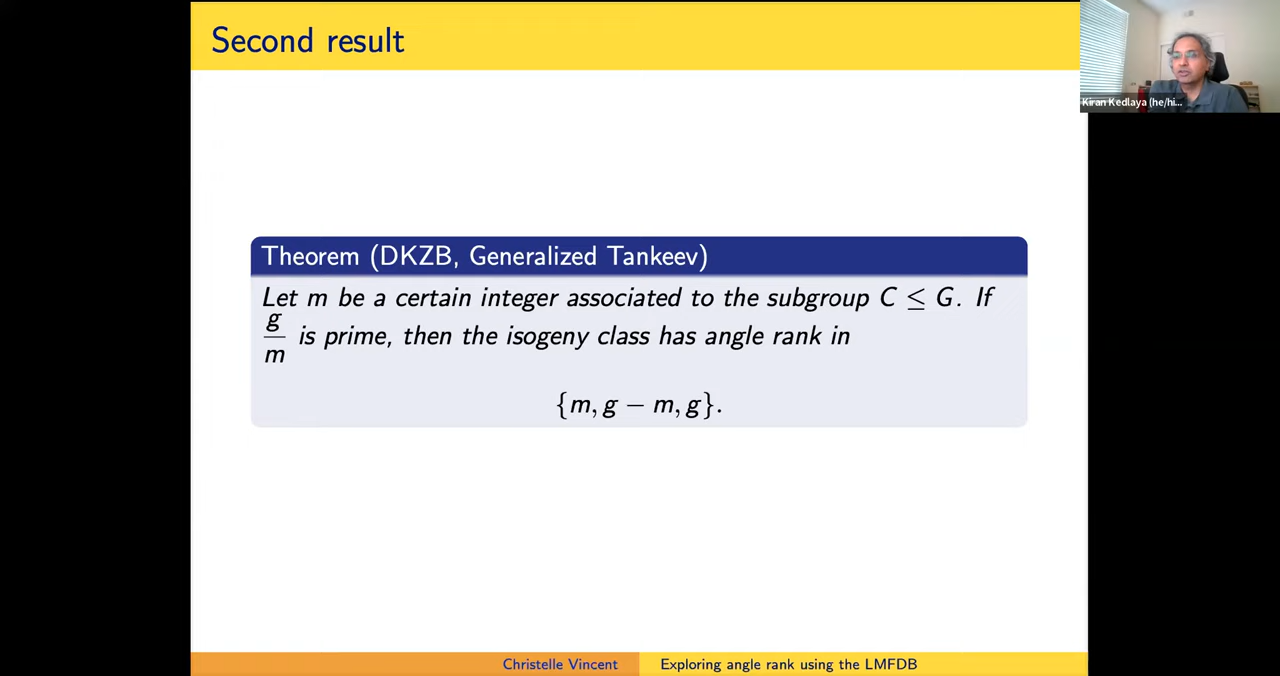 Second result
Kiran Kedlaya (he/hi...
Theorem (DKZB, Generalized Tankeev)
Let m be a certain integer associated to the subgroup C ≤ G. If
g/m is prime, then the isogeny class has angle rank in
{m, g − m, g}.
Christelle Vincent
Exploring angle rank using the LMFDB